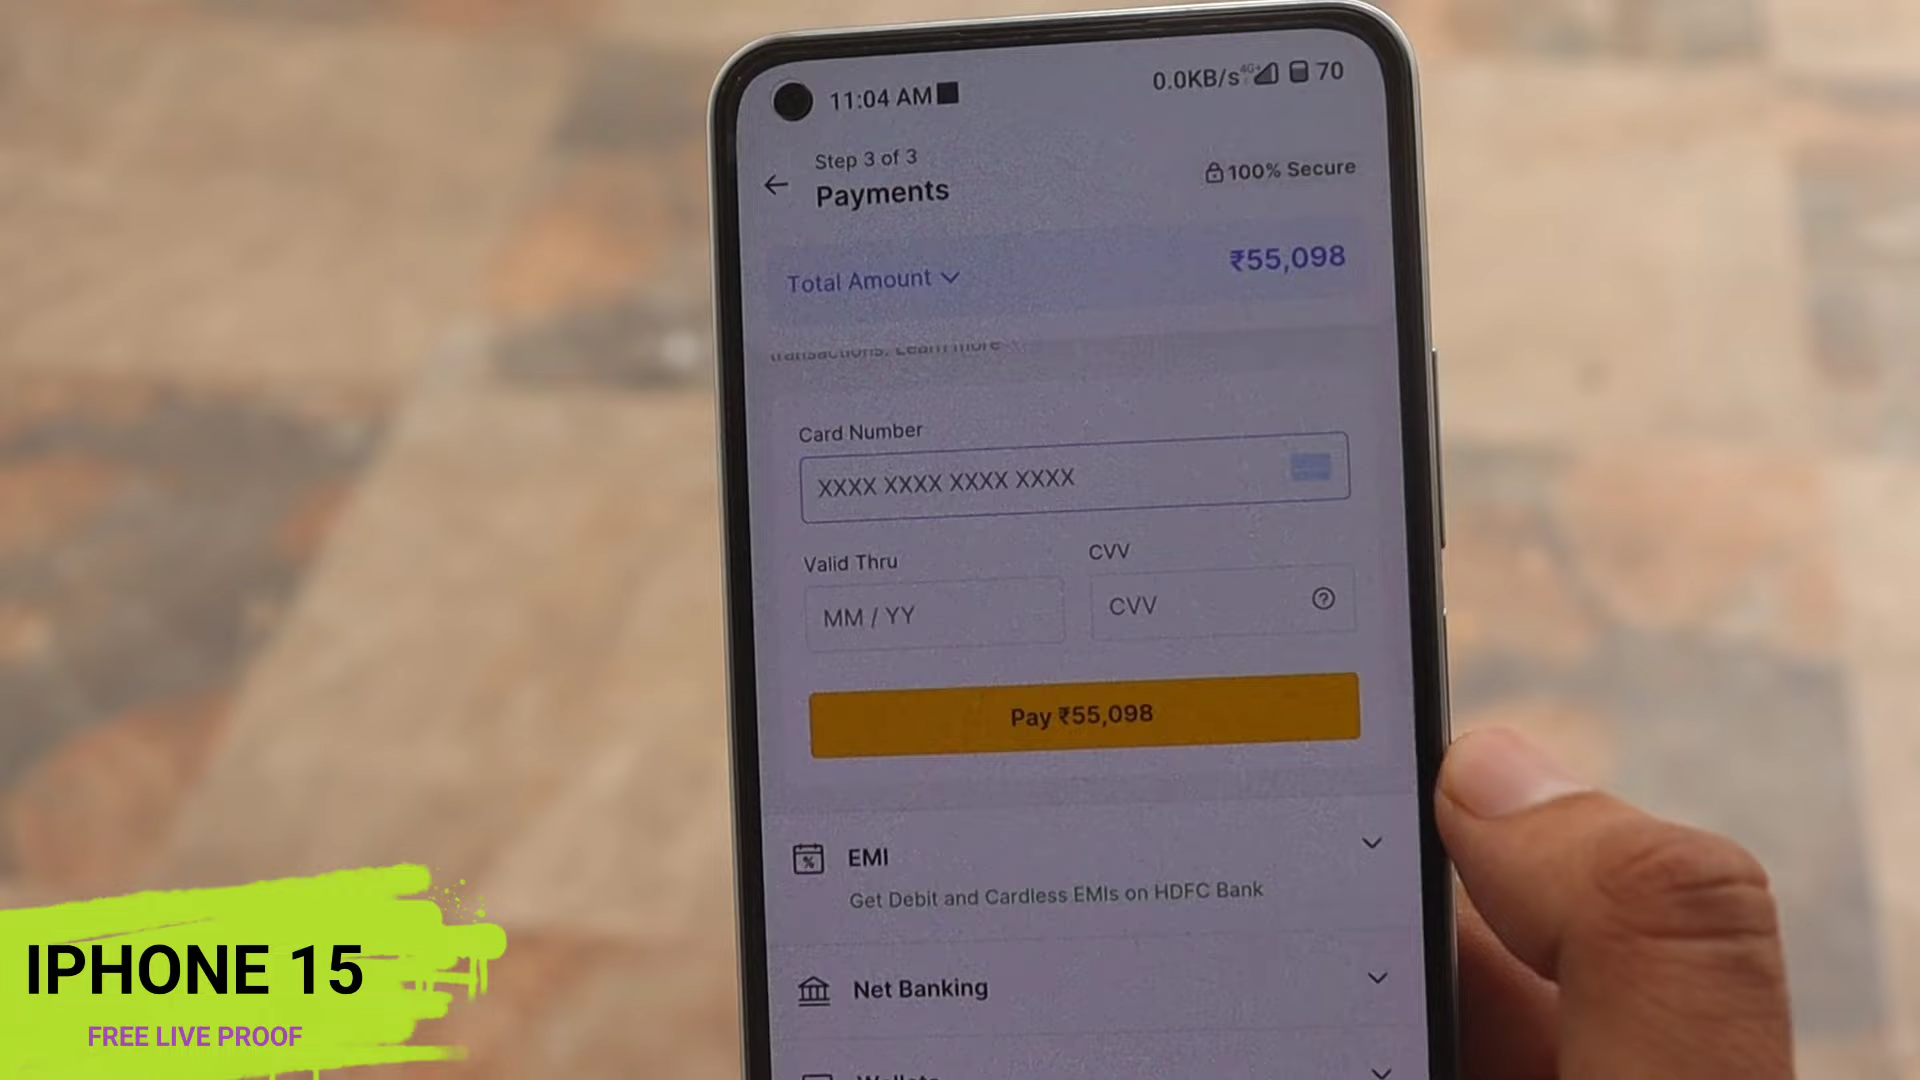 11:04 AM
0.0KB/s 4G+ 70
Step 3 of 3
Payments
100% Secure
Total Amount
₹55,098
transactions. Learn more
Card Number
XXXX XXXX XXXX XXXX
Valid Thru
CVV
MM / YY
CVV
Pay ₹55,098
EMI
Get Debit and Cardless EMIs on HDFC Bank
Net Banking
Wallets
IPHONE 15
FREE LIVE PROOF